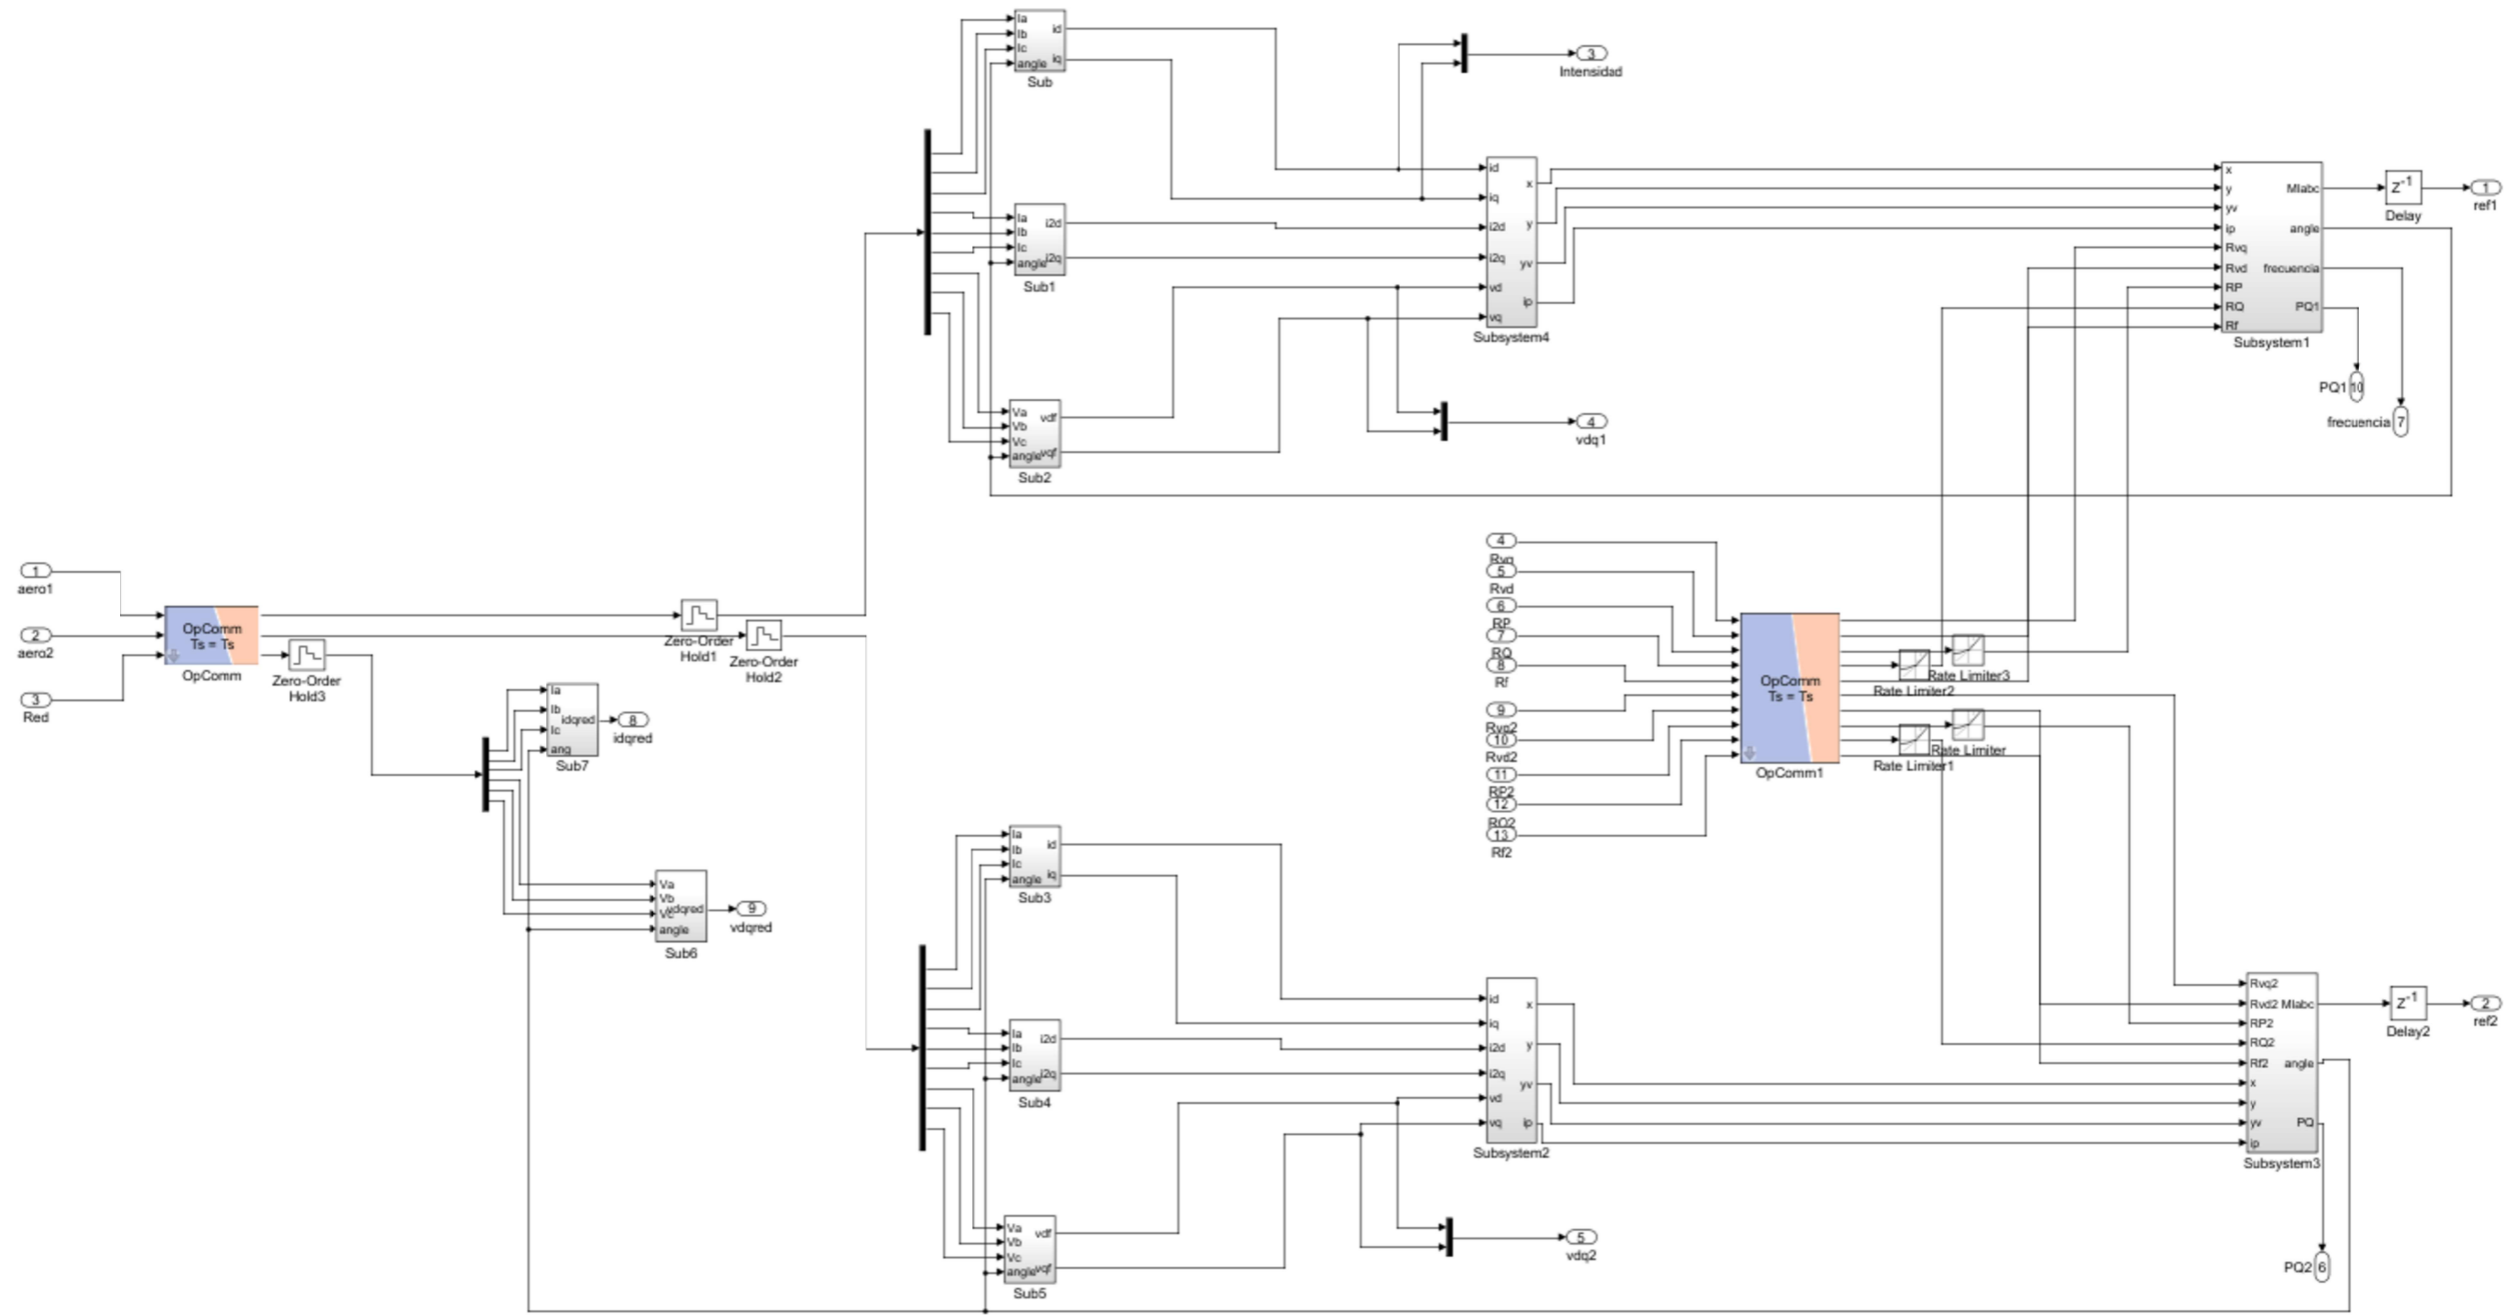 Ia
Ib
Ic
angle
id
iq
Sub
3
Intensidad
Ia
Ib
Ic
angle
i2d
i2q
Sub1
Va
Vb
Vc
angle
vdf
vqf
Sub2
id
iq
i2d
i2q
vd
vq
x
y
yv
ip
Subsystem4
4
vdq1
x
y
yv
ip
Rvq
Rvd
RP
RQ
Rf
MIabc
angle
frecuencia
PQ1
Subsystem1
Z-1
Delay
1
ref1
PQ1 10
frecuencia 7
1
aero1
2
aero2
3
Red
OpComm
Ts = Ts
OpComm
Zero-Order
Hold3
Zero-Order
Hold1
Zero-Order
Hold2
Ia
Ib
Ic
ang
idqred
Sub7
8
idqred
Va
Vb
Vc
angle
vdqred
Sub6
9
vdqred
4
Rvq
5
Rvd
6
RP
7
RQ
8
Rf
9
Rvq2
10
Rvd2
11
RP2
12
RQ2
13
Rf2
OpComm
Ts = Ts
OpComm1
Rate Limiter3
Rate Limiter2
Rate Limiter
Rate Limiter1
Ia
Ib
Ic
angle
id
iq
Sub3
Ia
Ib
Ic
angle
i2d
i2q
Sub4
Va
Vb
Vc
angle
vdf
vqf
Sub5
id
iq
i2d
i2q
vd
vq
x
y
yv
ip
Subsystem2
5
vdq2
Rvq2
Rvd2
RP2
RQ2
Rf2
x
y
yv
ip
MIabc
angle
PQ
Subsystem3
Z-1
Delay2
2
ref2
PQ2 6